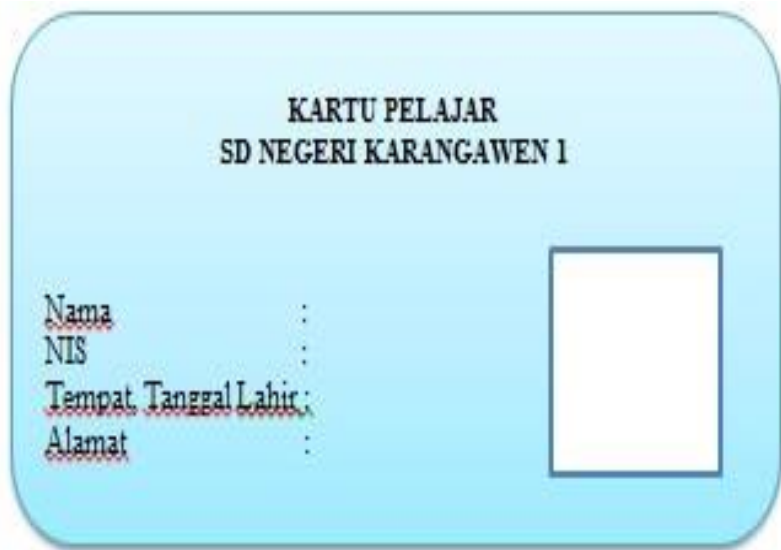 KARTU PELAJAR
SD NEGERI KARANGAWEN 1
Nama :
NIS :
Tempat, Tanggal Lahir :
Alamat :